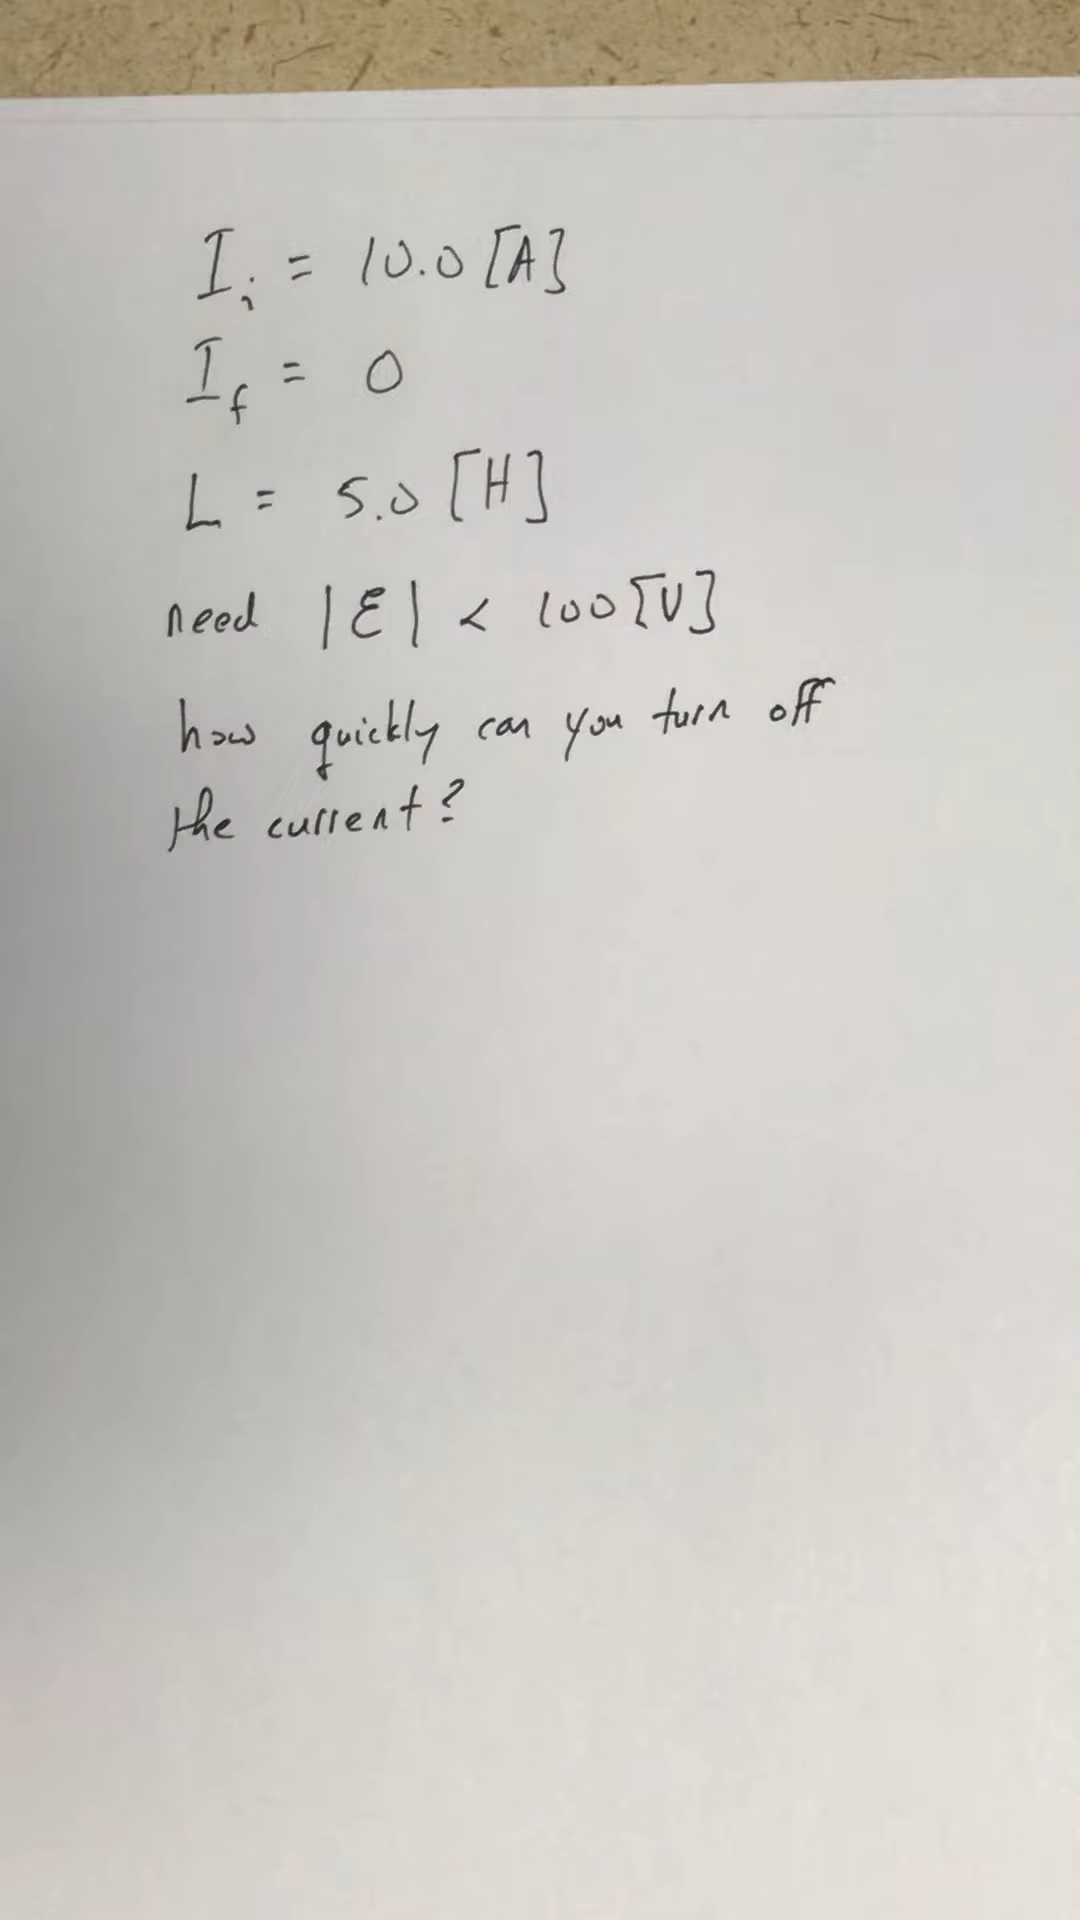 I_i = 10.0 [A]
I_f = 0
L = 5.0 [H]
need |ε| < 100 [V]
how quickly can you turn off
the current?